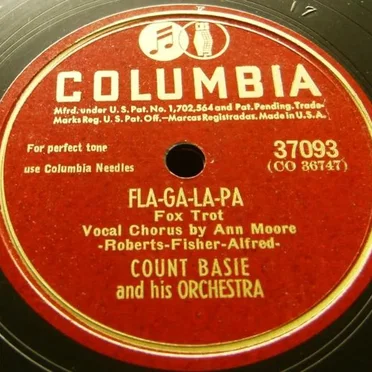 17
COLUMBIA
Mfrd. under U.S. Pat. No. 1,702,564 and Pat. Pending. Trade-
Marks Reg. U.S. Pat. Off.—Marcas Registradas. Made in U.S.A.
For perfect tone
use Columbia Needles
37093
(CO 36747)
FLA-GA-LA-PA
Fox Trot
Vocal Chorus by Ann Moore
-Roberts-Fisher-Alfred-
COUNT BASIE
and his ORCHESTRA